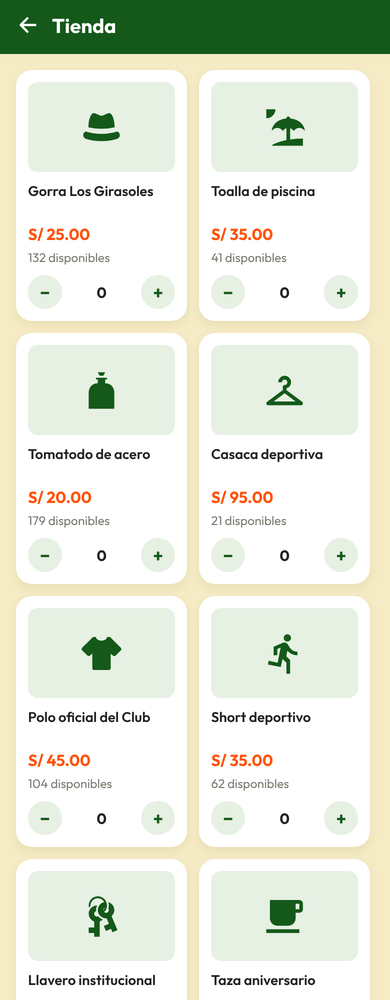 Tienda
Gorra Los Girasoles
S/ 25.00
132 disponibles
− 0 +
Toalla de piscina
S/ 35.00
41 disponibles
− 0 +
Tomatodo de acero
S/ 20.00
179 disponibles
− 0 +
Casaca deportiva
S/ 95.00
21 disponibles
− 0 +
Polo oficial del Club
S/ 45.00
104 disponibles
− 0 +
Short deportivo
S/ 35.00
62 disponibles
− 0 +
Llavero institucional
Taza aniversario